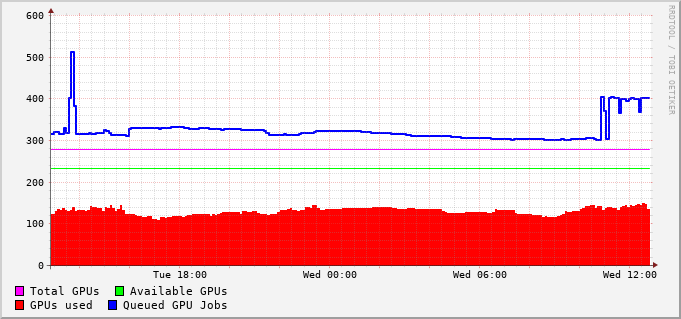 600
500
400
300
200
100
0
Tue 18:00 Wed 00:00 Wed 06:00 Wed 12:00
Total GPUs Available GPUs
GPUs used Queued GPU Jobs
RRDTOOL / TOBI OETIKER